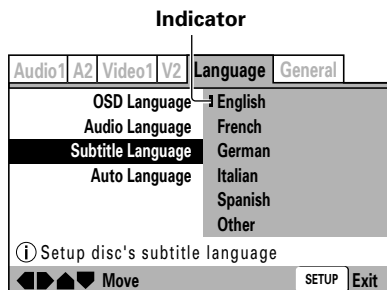 Indicator
Audio1 A2 Video1 V2 Language General
OSD Language English
Audio Language French
Subtitle Language German
Auto Language Italian
Spanish
Other
i Setup disc's subtitle language
Move SETUP Exit